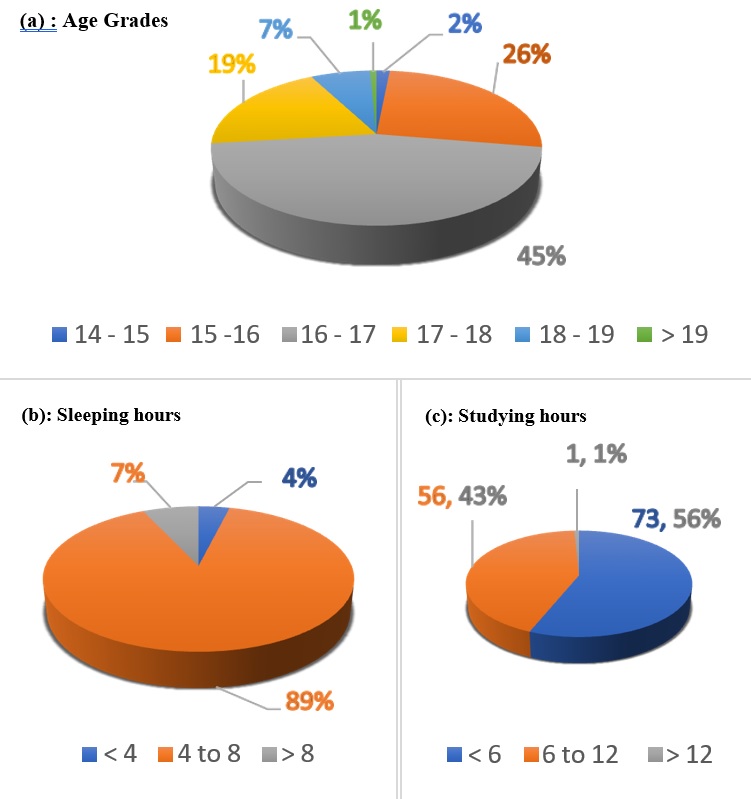 (a) : Age Grades
1%
2%
7%
26%
19%
45%
14 - 15 15 -16 16 - 17 17 - 18 18 - 19 > 19
(b): Sleeping hours
7%
4%
89%
< 4 4 to 8 > 8
(c): Studying hours
1, 1%
56, 43%
73, 56%
< 6 6 to 12 > 12